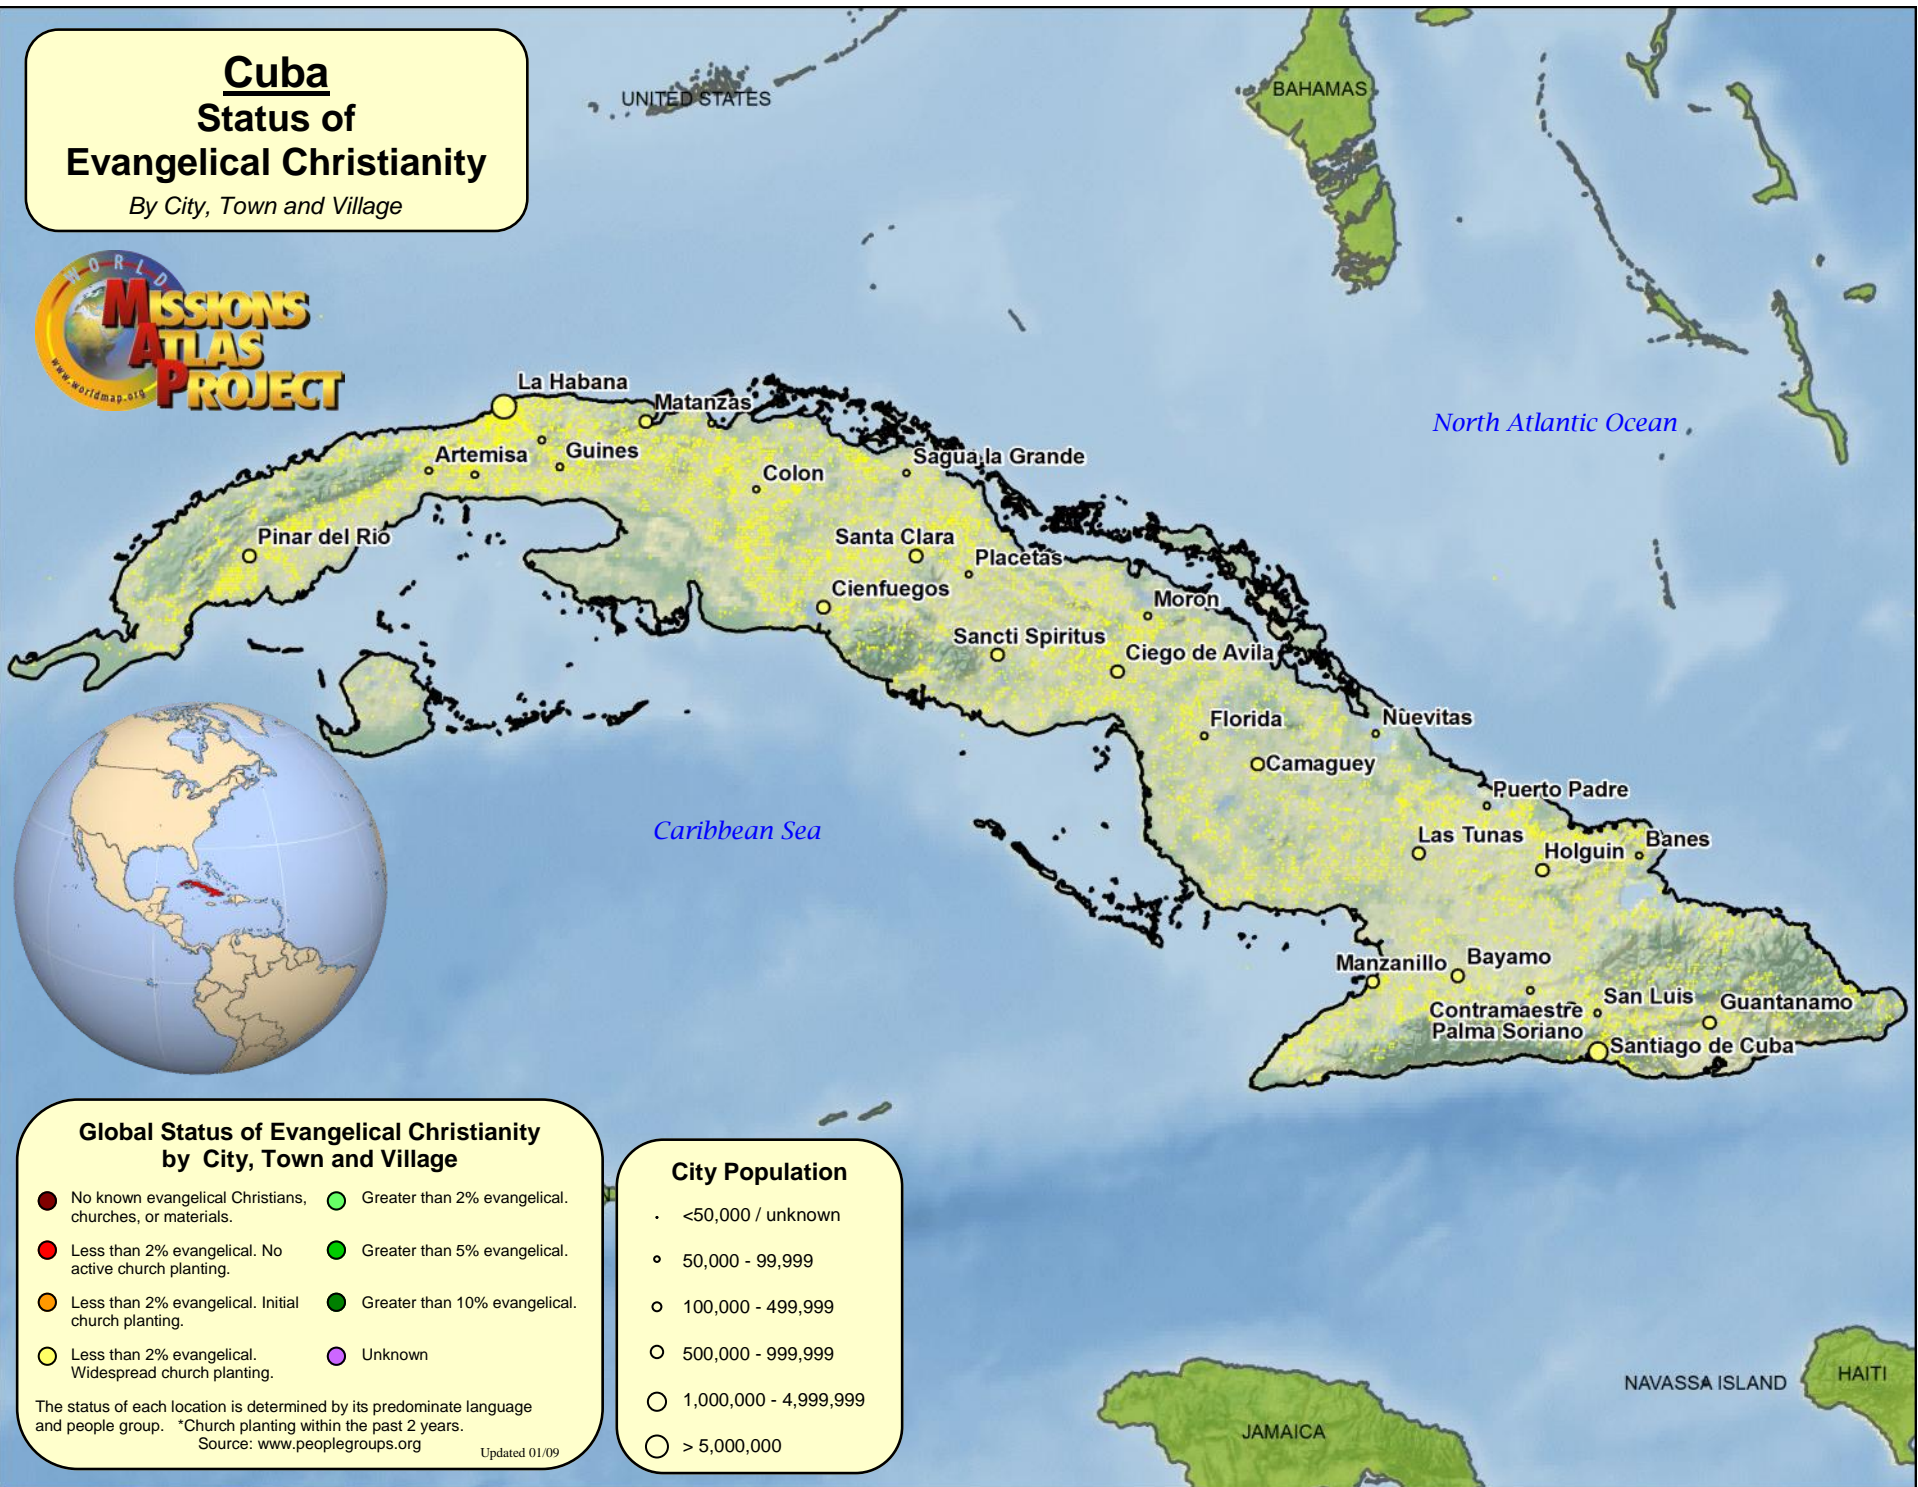 Cuba
Status of
Evangelical Christianity
By City, Town and Village
WORLD
MISSIONS
ATLAS
PROJECT
www.worldmap.org
UNITED STATES
BAHAMAS
North Atlantic Ocean
La Habana
Matanzas
Artemisa
Guines
Colon
Sagua la Grande
Pinar del Rio
Santa Clara
Placetas
Cienfuegos
Moron
Sancti Spiritus
Ciego de Avila
Florida
Nuevitas
Camaguey
Puerto Padre
Caribbean Sea
Las Tunas
Holguin
Banes
Manzanillo
Bayamo
Contramaestre
San Luis
Guantanamo
Palma Soriano
Santiago de Cuba
Global Status of Evangelical Christianity
by City, Town and Village
No known evangelical Christians,
churches, or materials.
Less than 2% evangelical. No
active church planting.
Less than 2% evangelical. Initial
church planting.
Less than 2% evangelical.
Widespread church planting.
Greater than 2% evangelical.
Greater than 5% evangelical.
Greater than 10% evangelical.
Unknown
The status of each location is determined by its predominate language
and people group. *Church planting within the past 2 years.
Source: www.peoplegroups.org
Updated 01/09
City Population
<50,000 / unknown
50,000 - 99,999
100,000 - 499,999
500,000 - 999,999
1,000,000 - 4,999,999
> 5,000,000
JAMAICA
NAVASSA ISLAND
HAITI